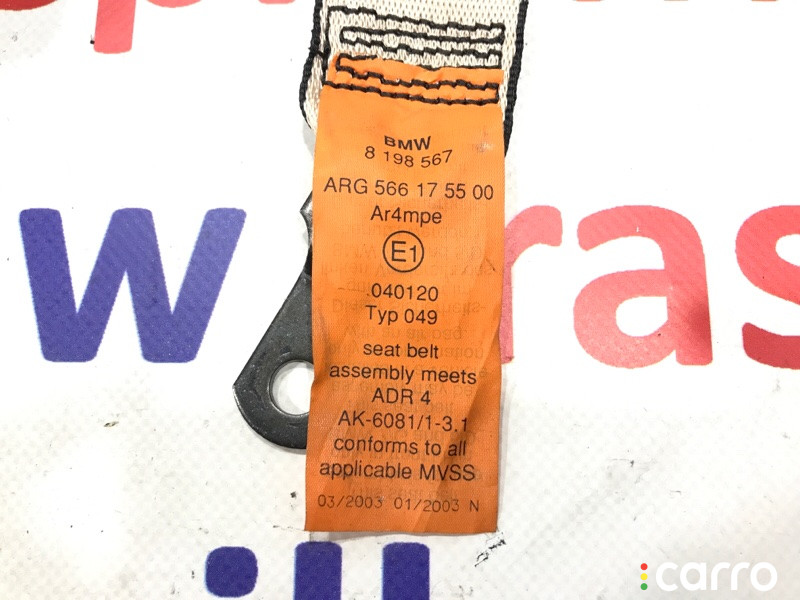 BMW
8 198 567
ARG 566 17 55 00
Ar4mpe
E1
.040120
Typ 049
seat belt
assembly meets
ADR 4
AK-6081/1-3.1
conforms to all
applicable MVSS
03/2003 01/2003 N
w
ras
carro